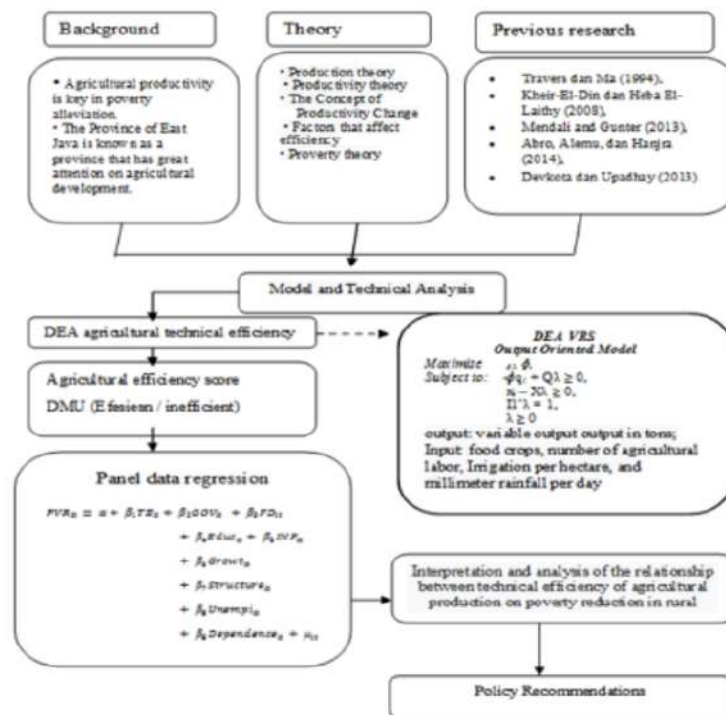 Background
• Agricultural productivity
is key in poverty
alleviation.
• The Province of East
Java is known as a
province that has great
attention on agricultural
development.
Theory
• Production theory
• Productivity theory
• The Concept of
Productivity Change
• Factors that affect
efficiency
• Proverty theory
Previous research
• Travers dan Ma (1994),
• Kheir-El-Din dan Heba El-
Laithy (2008),
• Mendali and Gunter (2013),
• Abro, Alemu, dan Hanjra
(2014),
• Devkota dan Upadhay (2013)
Model and Technical Analysis
DEA agricultural technical efficiency
Agricultural efficiency score
DMU (Efesiesn / inefficient)
DEA VRS
Output Oriented Model
Maximize
Subject to:
λ ≥ 0
output: variable output output in tons;
Input: food crops, number of agricultural
labor, Irrigation per hectare, and
millimeter rainfall per day
Panel data regression
+ β₇Structure
+ β₈Unempl
Interpretation and analysis of the relationship
between technical efficiency of agricultural
production on poverty reduction in rural
Policy Recommendations